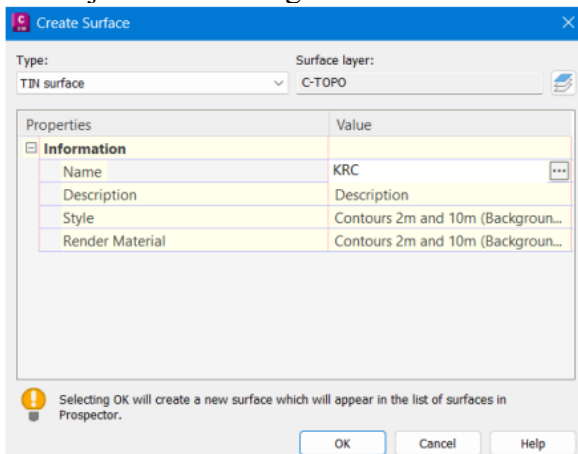 Create Surface
Type:
Surface layer:
TIN surface
C-TOPO
Properties
Value
Information
Name
KRC
Description
Description
Style
Contours 2m and 10m (Backgroun...
Render Material
Contours 2m and 10m (Backgroun...
Selecting OK will create a new surface which will appear in the list of surfaces in
Prospector.
OK
Cancel
Help